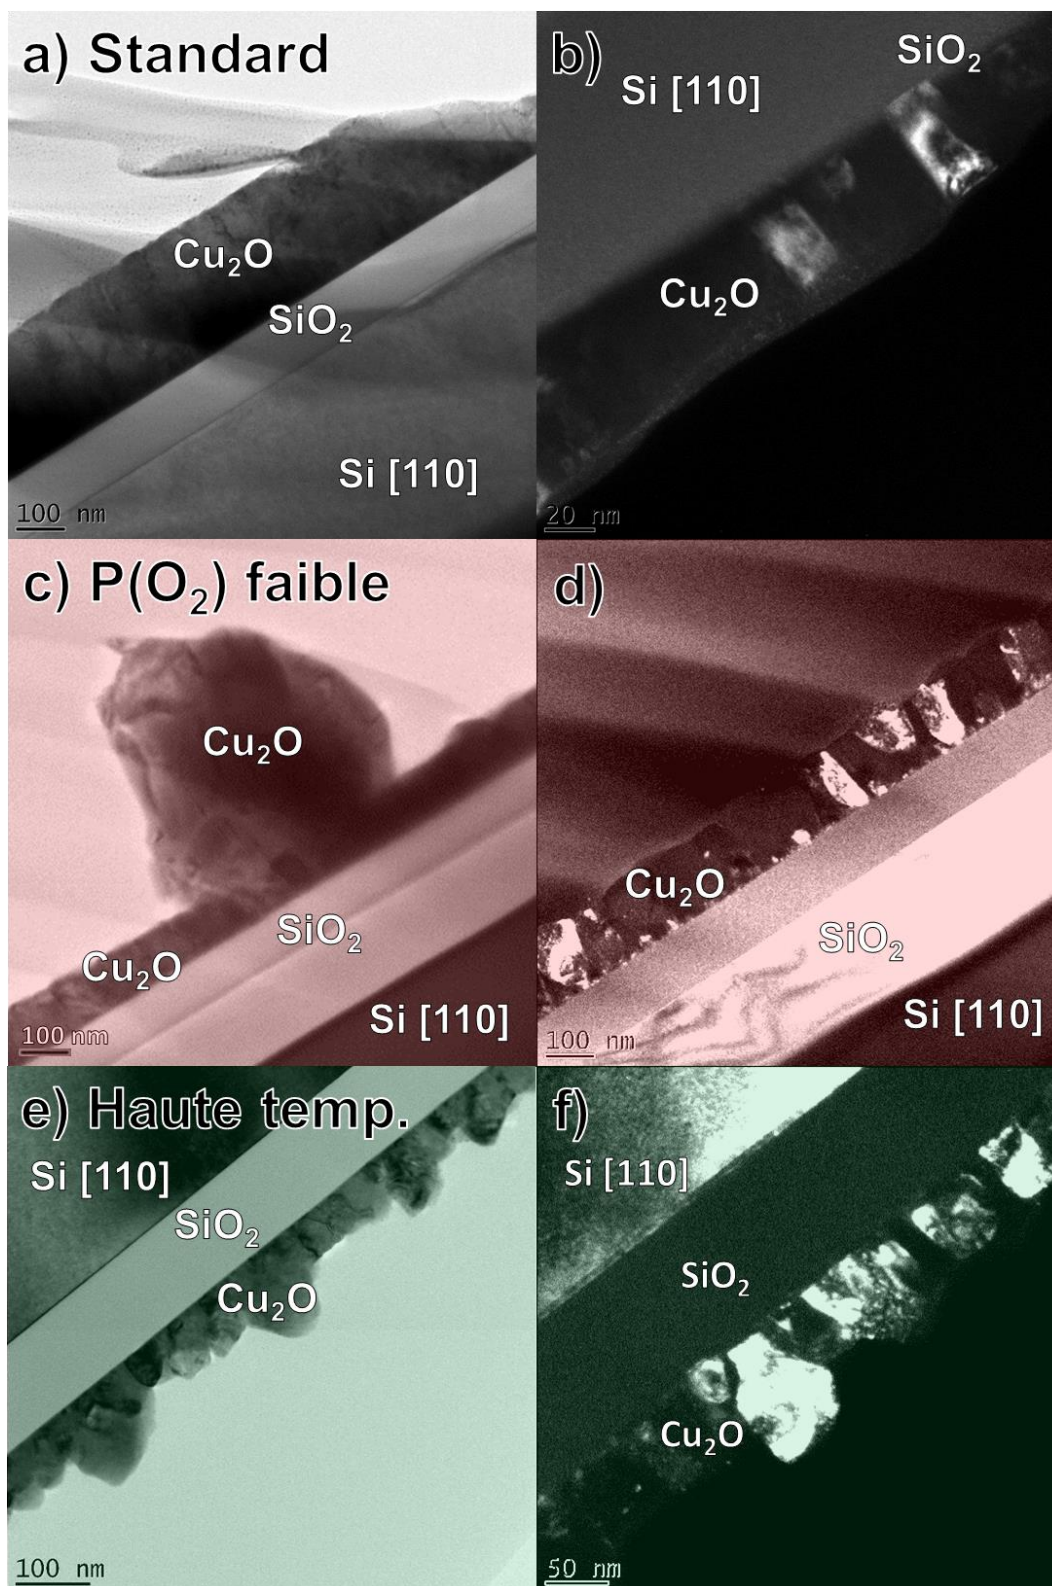 a) Standard
Cu₂O
SiO₂
Si [110]
100 nm
b)
SiO₂
Si [110]
Cu₂O
20 nm
c) P(O₂) faible
Cu₂O
SiO₂
Cu₂O
Si [110]
100 nm
d)
Cu₂O
SiO₂
Si [110]
100 nm
e) Haute temp.
Si [110]
SiO₂
Cu₂O
100 nm
f)
Si [110]
SiO₂
Cu₂O
50 nm